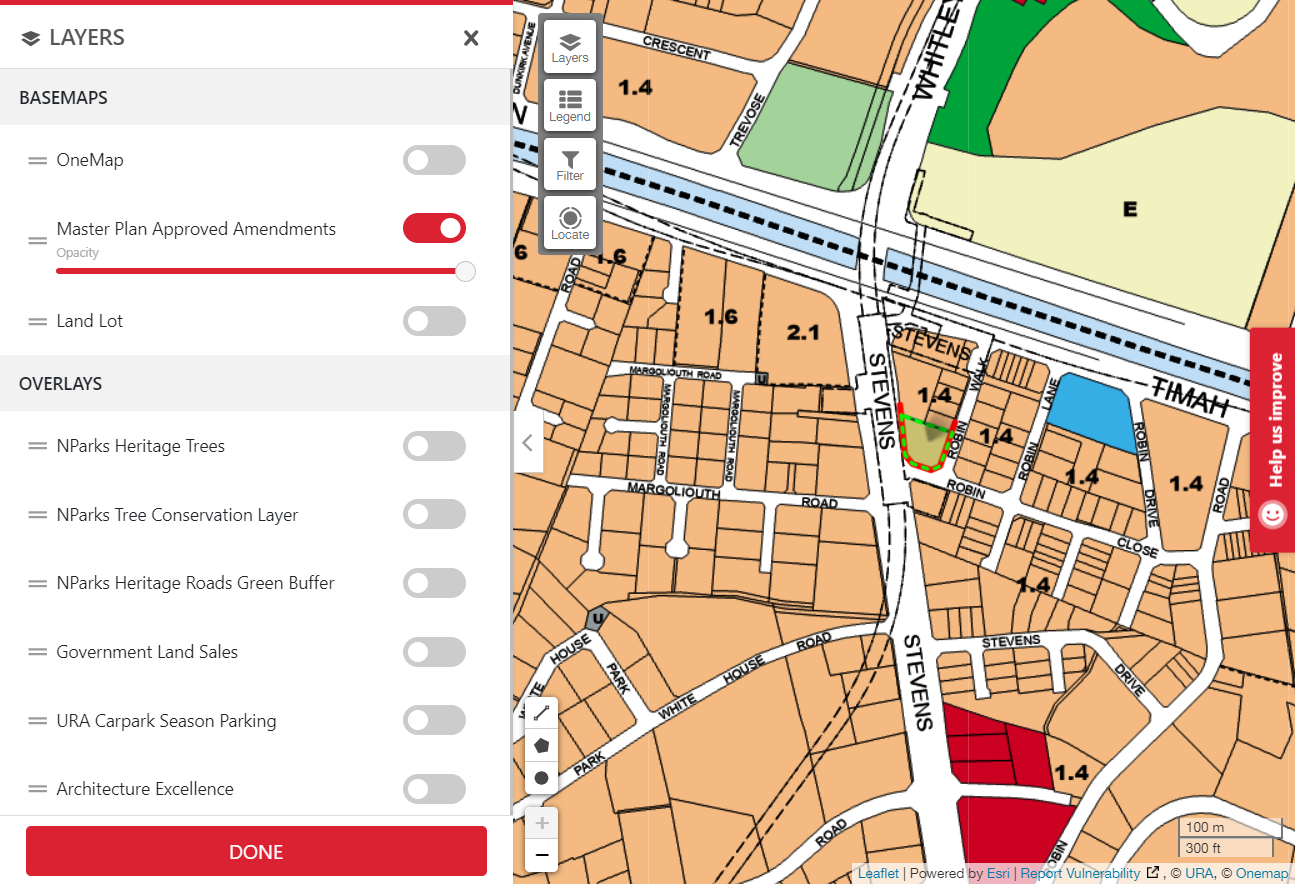 LAYERS
BASEMAPS
OneMap
Master Plan Approved Amendments
Opacity
Land Lot
OVERLAYS
NParks Heritage Trees
NParks Tree Conservation Layer
NParks Heritage Roads Green Buffer
Government Land Sales
URA Carpark Season Parking
Architecture Excellence
DONE
Layers
Legend
Filter
Locate
DUNKIRK AVENUE
CRESCENT
1.4
TREVOSE
WHITLEY
N
E
6
1.6
ROAD
1.6
2.1
STEVENS
MARGOLIOUTH ROAD
u
MARGOLIOUTH ROAD
MARGOLIOUTH ROAD
STEVENS
1.4
WALK
ROBIN
1.4
LANE
ROBIN
TIMAH
ROBIN
DRIVE
1.4
1.4
ROAD
MARGOLIOUTH
ROAD
ROBIN
CLOSE
1.4
u
HOUSE
PARK
WHITE
HOUSE
ROAD
PARK
STEVENS
STEVENS
DRIVE
1.4
ROAD
ROBIN
Help us improve
100 m
300 ft
Leaflet | Powered by Esri | Report Vulnerability , © URA, © Onemap